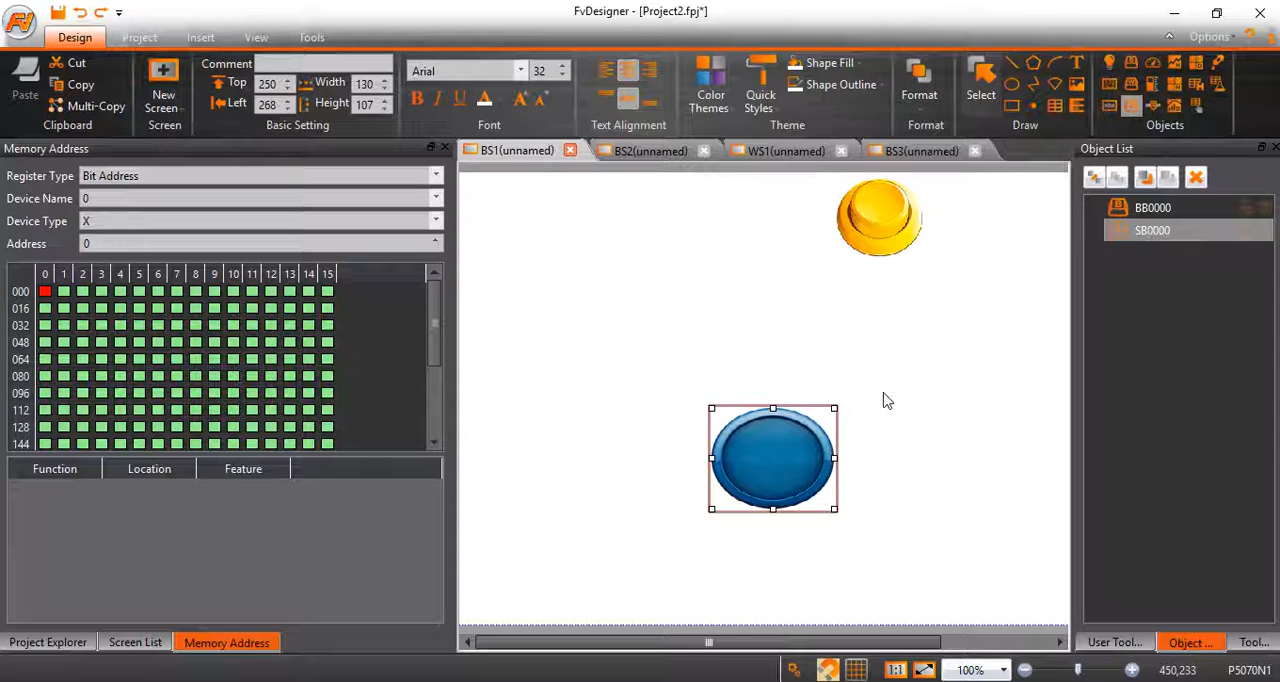 FvDesigner - [Project2.fpj*]
Design Project Insert View Tools Options
Paste
Cut
Copy
Multi-Copy
Clipboard
New
Screen
Screen
Comment
Top 250 Width 130
Left 268 Height 107
Basic Setting
Arial 32
B I U A A A
Font
Text Alignment
Color
Themes
Quick
Styles
Shape Fill
Shape Outline
Theme
Format
Format
Select
Draw
Objects
Memory Address
Register Type Bit Address
Device Name 0
Device Type X
Address 0
0 1 2 3 4 5 6 7 8 9 10 11 12 13 14 15
000
016
032
048
064
080
096
112
128
144
Function Location Feature
Project Explorer Screen List Memory Address
BS1(unnamed) BS2(unnamed) WS1(unnamed) BS3(unnamed)
Object List
BB0000
SB0000
User Tool... Object ... Tool...
1:1 100% 450,233 P5070N1